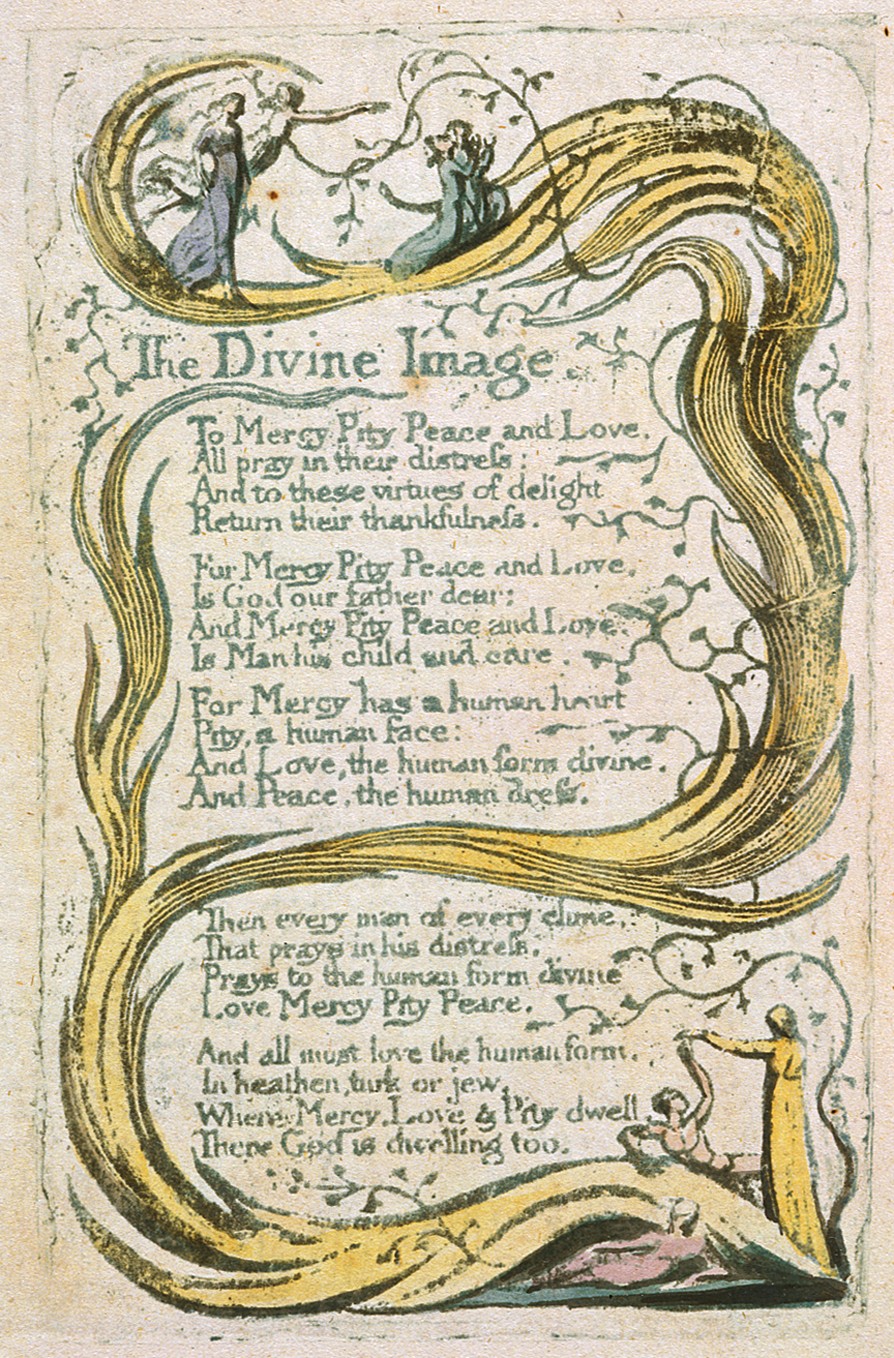 The Divine Image.
To Mercy Pity Peace and Love.
All pray in their distreſs:
And to these virtues of delight
Return their thankfulneſs.
For Mercy Pity Peace and Love,
Is God our father dear:
And Mercy Pity Peace and Love,
Is Man his child and care.
For Mercy has a human heart
Pity, a human face:
And Love, the human form divine.
And Peace, the human dreſs.
Then every man of every clime,
That prays in his distreſs,
Prays to the human form divine
Love Mercy Pity Peace.
And all must love the human form.
In heathen, turk or jew.
Where Mercy, Love & Pity dwell,
There God is dwelling too.